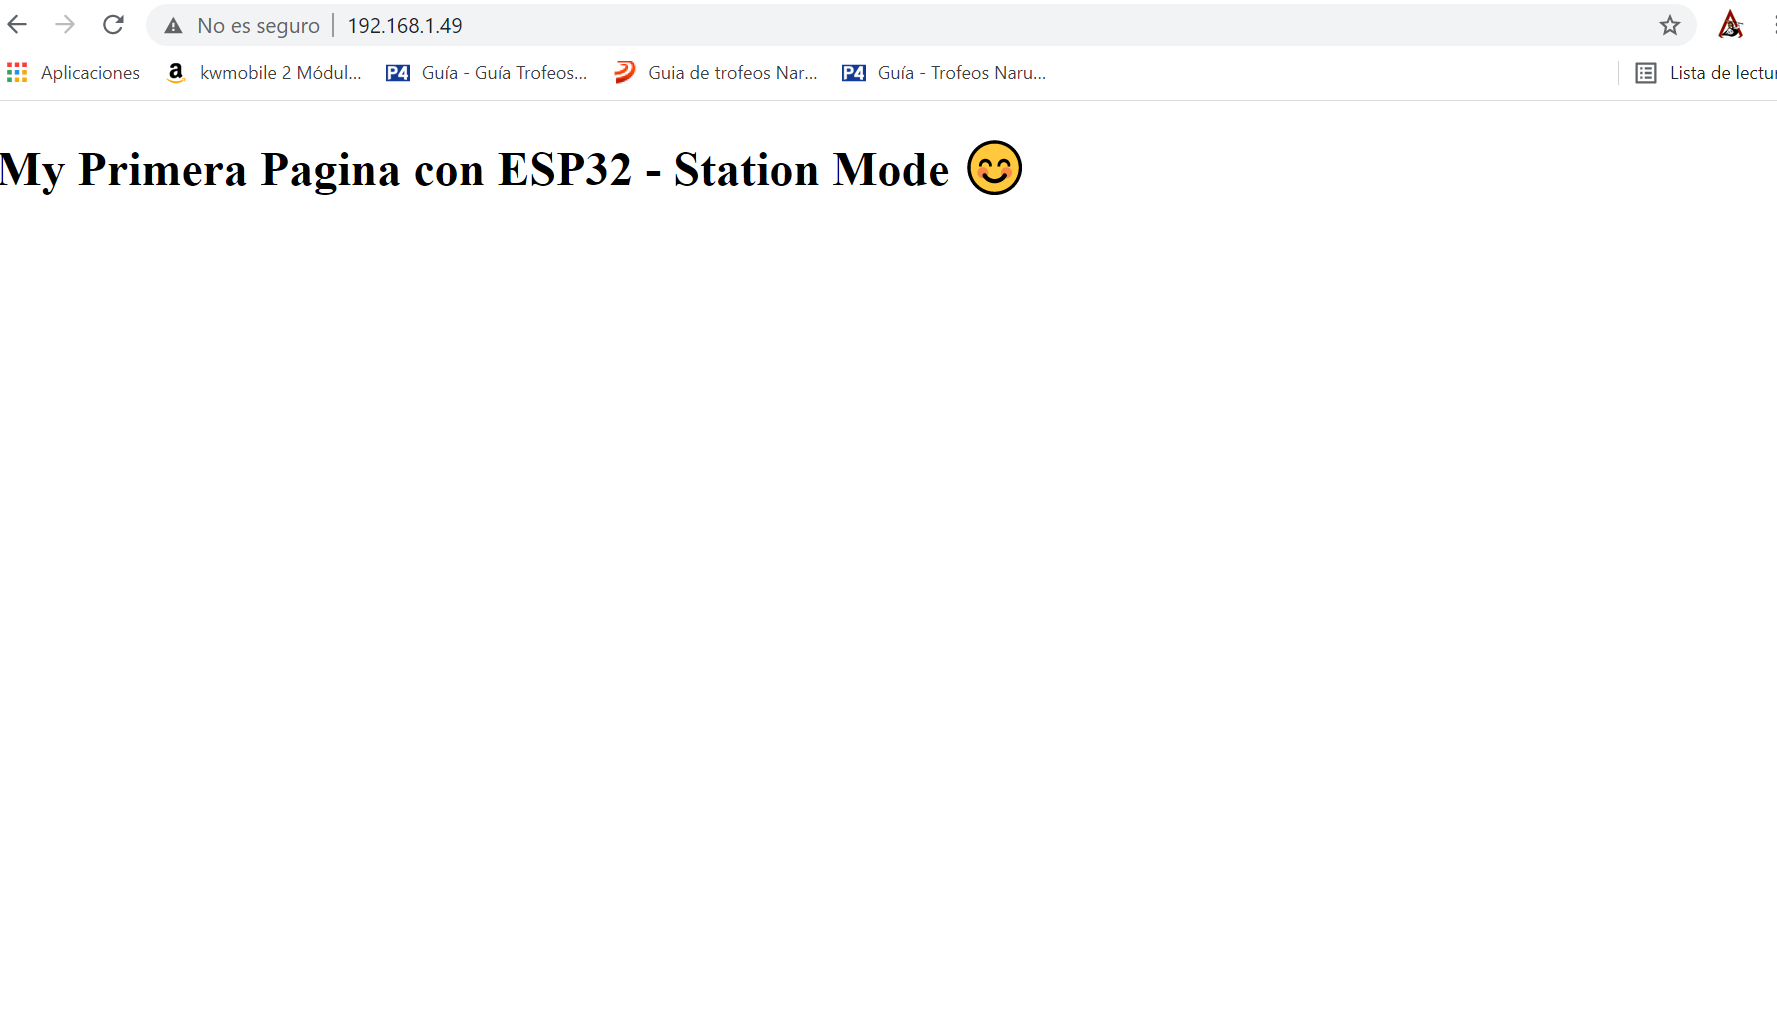 No es seguro | 192.168.1.49
Aplicaciones kwmobile 2 Módul... P4 Guía - Guía Trofeos... Guia de trofeos Nar... P4 Guía - Trofeos Naru... Lista de lectur
My Primera Pagina con ESP32 - Station Mode 😊